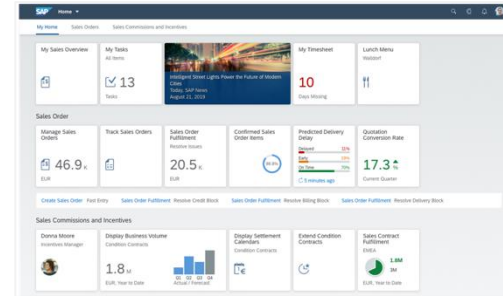 SAP Home
My Home Sales Orders Sales Commissions and Incentives
My Sales Overview
My Tasks
All Items
13
Tasks
Intelligent Street Lights Power the Future of Modern
Cities
Today, SAP News
August 21, 2019
My Timesheet
10
Days Missing
Lunch Menu
Walldorf
Sales Order
Manage Sales
Orders
46.9 K
EUR
Track Sales Orders
Sales Order
Fulfillment
Resolve Issues
20.5 K
EUR
Confirmed Sales
Order Items
Predicted Delivery
Delay
Delayed
Early
On Time
5 minutes ago
Quotation
Conversion Rate
17.3 %
Current Quarter
Create Sales Order Fast Entry
Sales Order Fulfillment Resolve Credit Block
Sales Order Fulfillment Resolve Billing Block
Sales Order Fulfillment Resolve Delivery Block
Sales Commissions and Incentives
Donna Moore
Incentives Manager
Display Business Volume
Condition Contracts
1.8 M
EUR, Year to Date
Q1 Q2 Q3 Q4
Actual / Forecast
Display Settlement
Calendars
Condition Contracts
Extend Condition
Contracts
Sales Contract
Fulfillment
EMEA
1.8M
3M
EUR, Year to Date